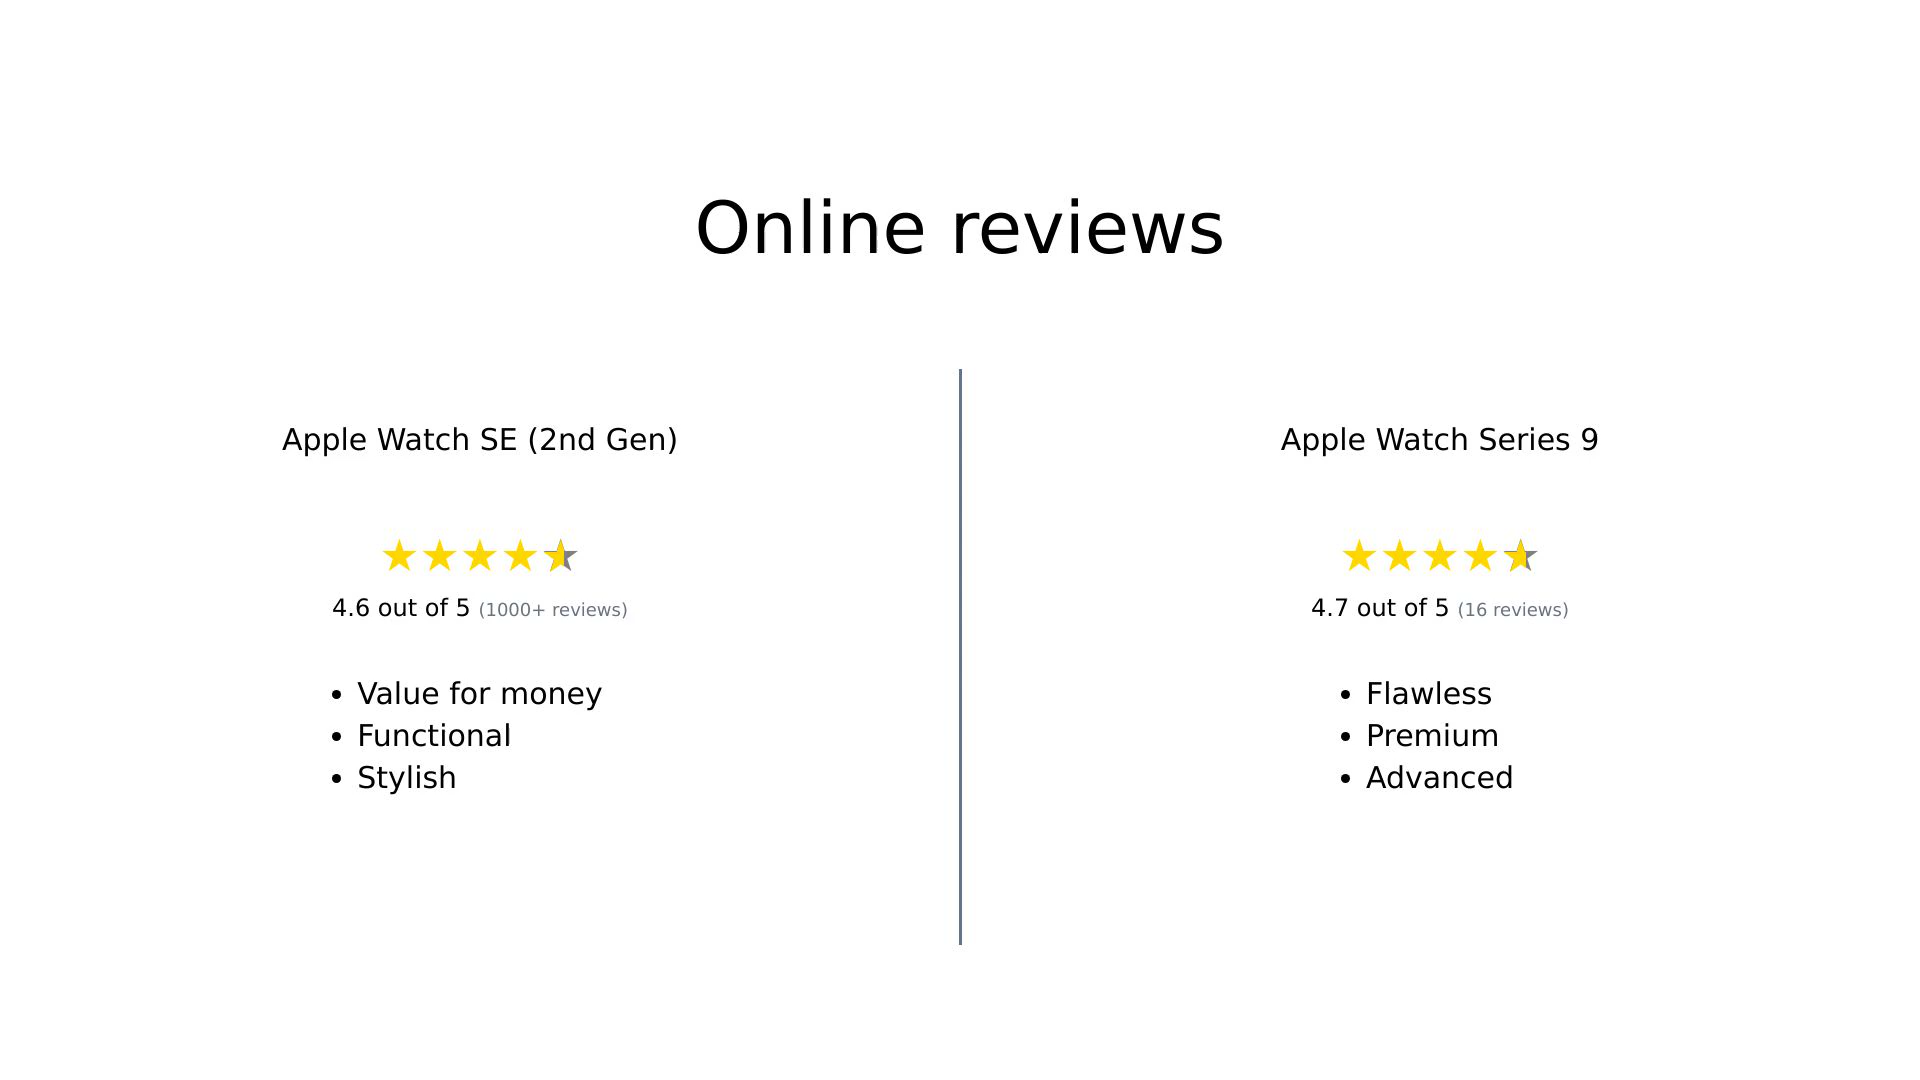 Online reviews
Apple Watch SE (2nd Gen)
4.6 out of 5 (1000+ reviews)
• Value for money
• Functional
• Stylish
Apple Watch Series 9
4.7 out of 5 (16 reviews)
• Flawless
• Premium
• Advanced